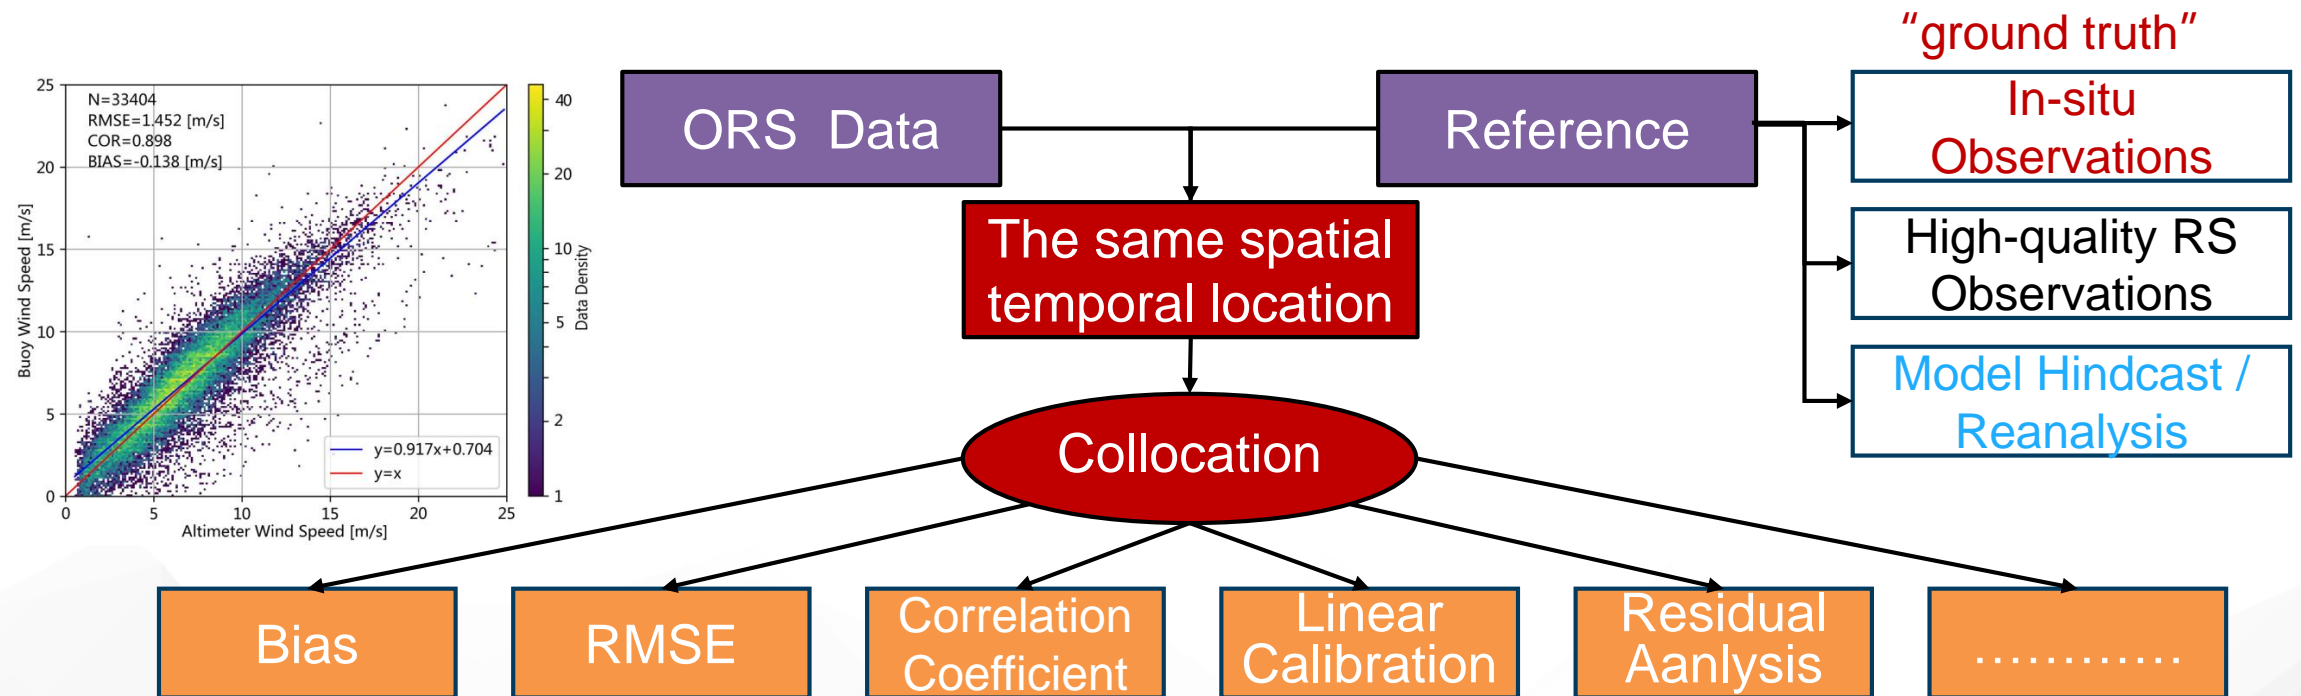 “ground truth”
ORS  Data
Reference
In-situ
Observations
High-quality RS
Observations
Model Hindcast /
Reanalysis
The same spatial
temporal location
Collocation
Bias
RMSE
Correlation
Coefficient
Linear
Calibration
Residual
Aanlysis
............
N=33404
RMSE=1.452 [m/s]
COR=0.898
BIAS=-0.138 [m/s]
25
20
15
10
5
0
Buoy Wind Speed [m/s]
0 5 10 15 20 25
Altimeter Wind Speed [m/s]
y=0.917x+0.704
y=x
40
20
10
5
2
1
Data Density